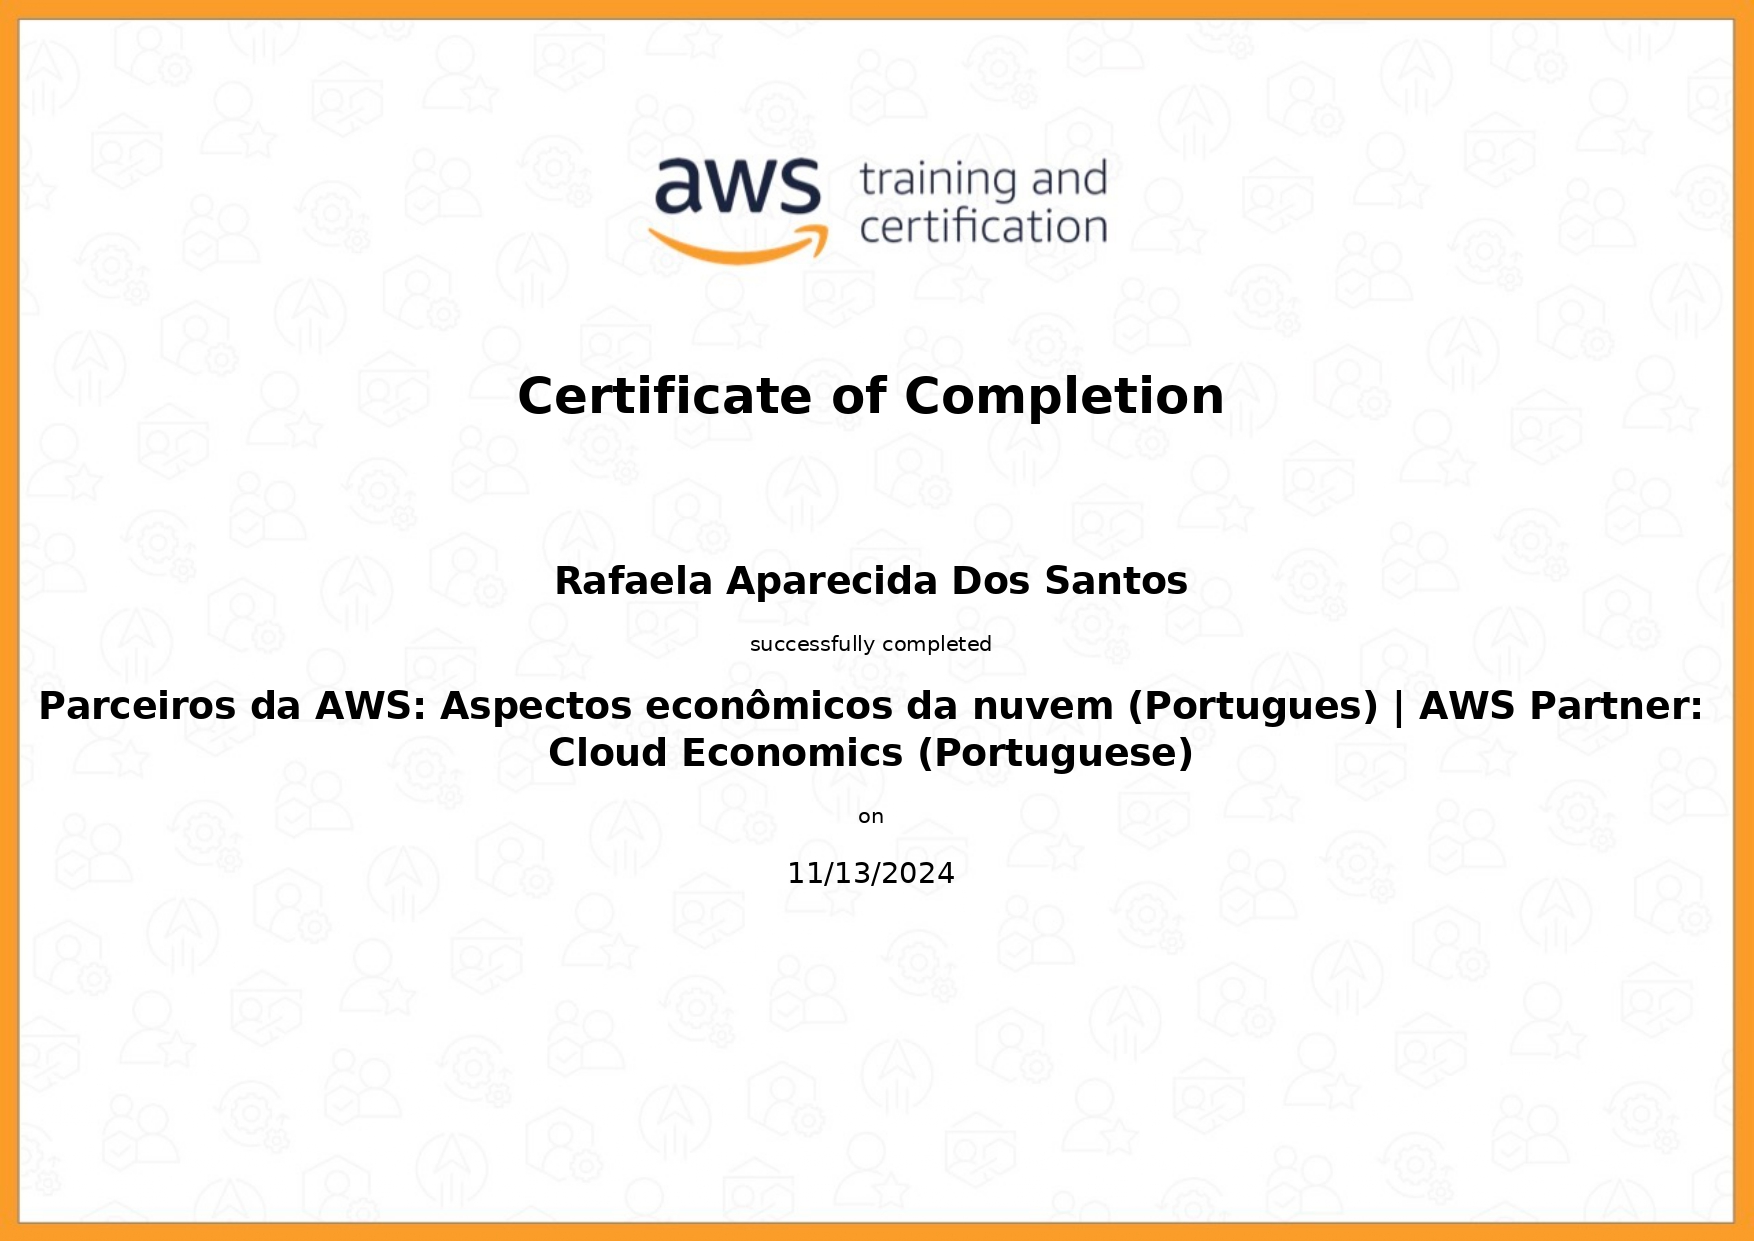 aws training and
certification
Certificate of Completion
Rafaela Aparecida Dos Santos
successfully completed
Parceiros da AWS: Aspectos econômicos da nuvem (Portugues) | AWS Partner:
Cloud Economics (Portuguese)
on
11/13/2024